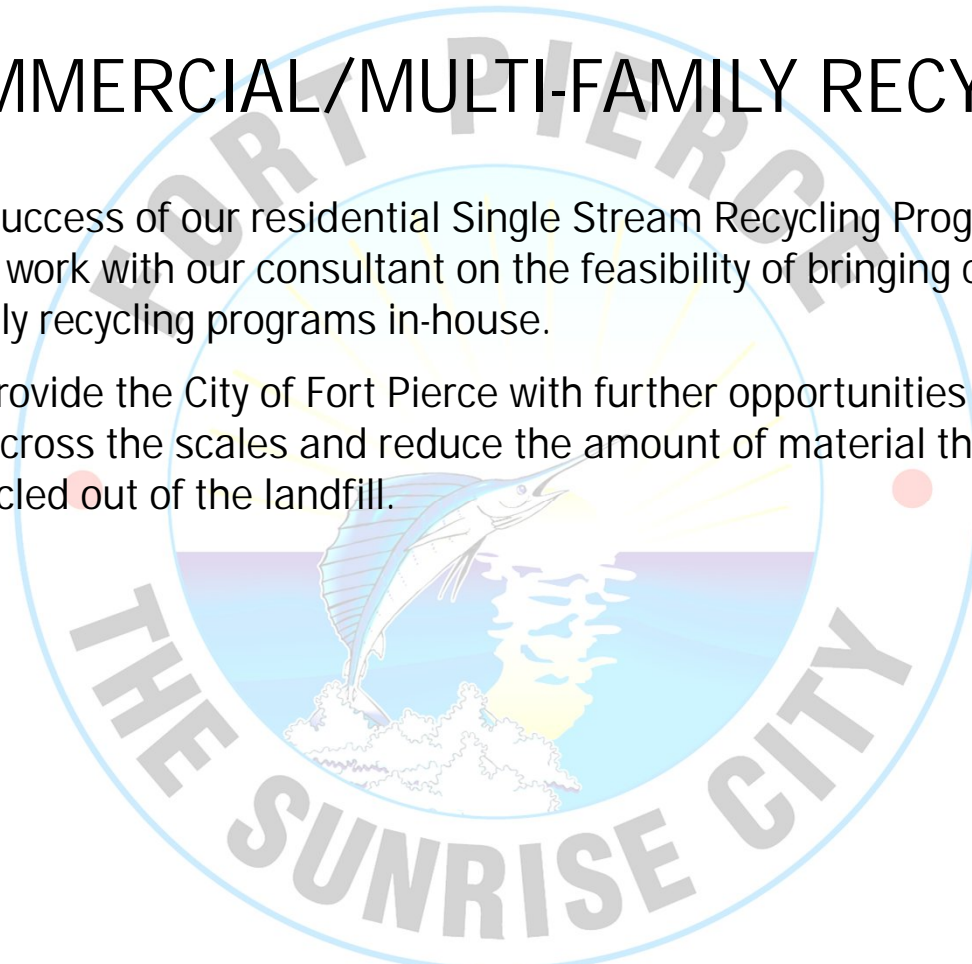 MMERCIAL/MULTI-FAMILY RECY
uccess of our residential Single Stream Recycling Prog
work with our consultant on the feasibility of bringing
ly recycling programs in-house.
rovide the City of Fort Pierce with further opportunities
cross the scales and reduce the amount of material th
cled out of the landfill.
FORT PIERCE
THE SUNRISE CITY